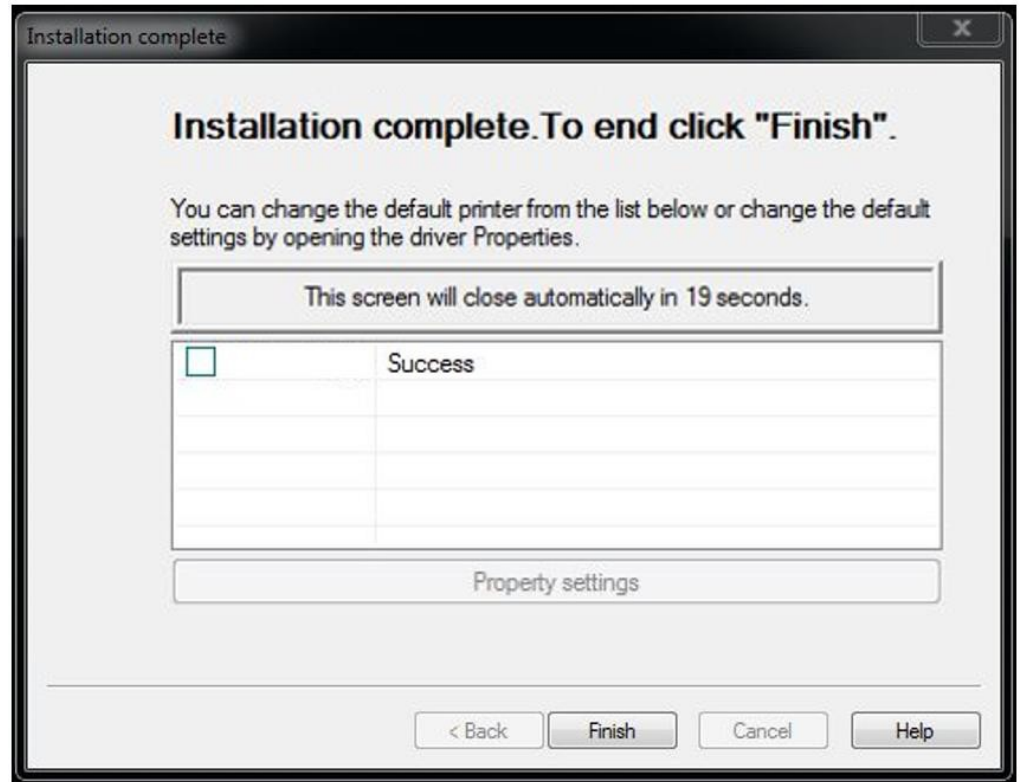 Installation complete
Installation complete.To end click "Finish".
You can change the default printer from the list below or change the default
settings by opening the driver Properties.
This screen will close automatically in 19 seconds.
Success
Property settings
< Back Finish Cancel Help